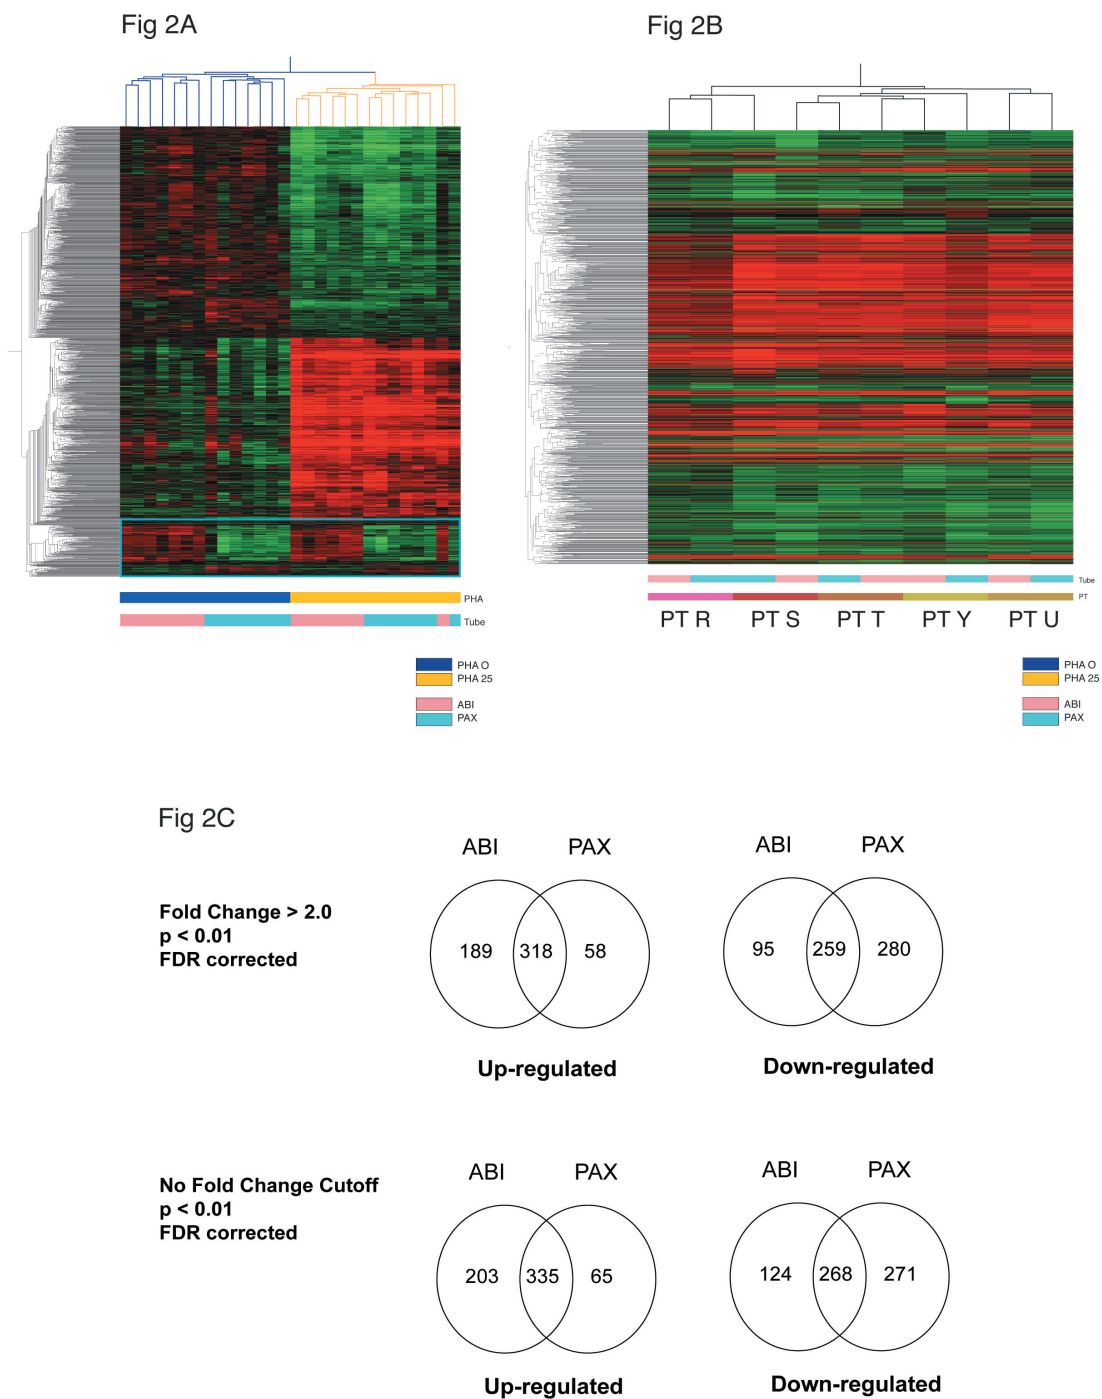 Fig 2A
Fig 2B
PHA
Tube
Tube
PT
PT R PT S PT T PT Y PT U
PHA O
PHA 25
ABI
PAX
PHA O
PHA 25
ABI
PAX
Fig 2C
ABI PAX
ABI PAX
Fold Change > 2.0
p < 0.01
FDR corrected
189 318 58
95 259 280
Up-regulated
Down-regulated
ABI PAX
ABI PAX
No Fold Change Cutoff
p < 0.01
FDR corrected
203 335 65
124 268 271
Up-regulated
Down-regulated